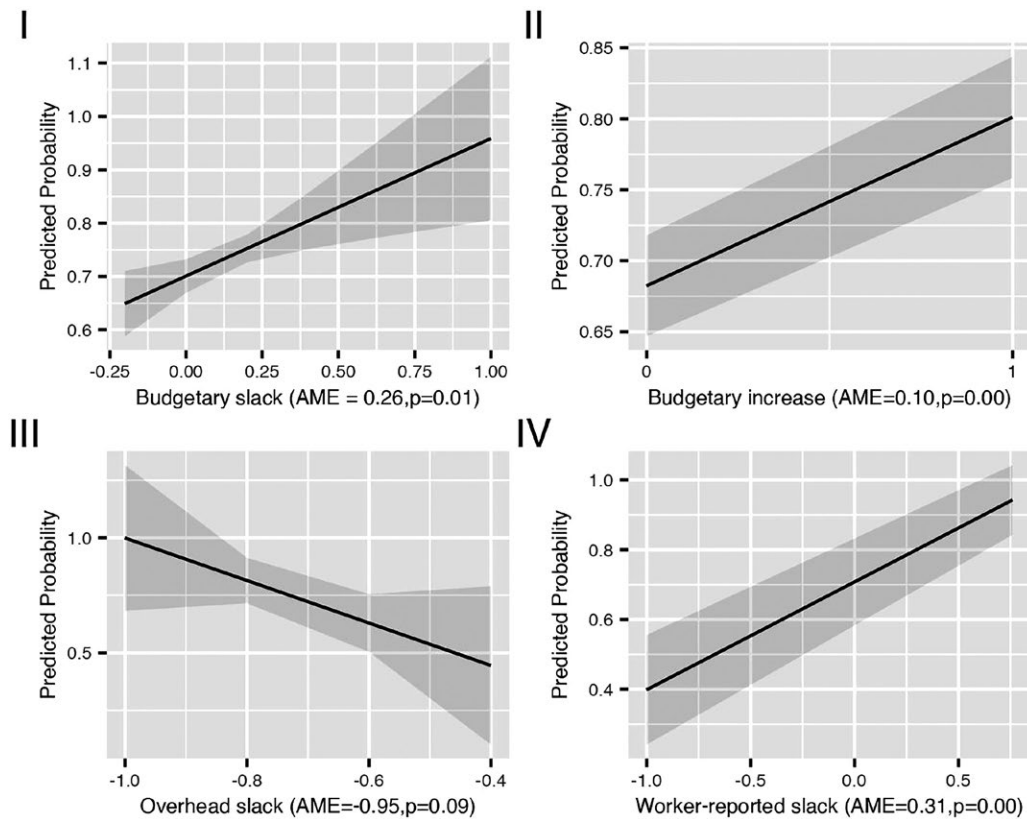 I
Predicted Probability
1.1
1.0
0.9
0.8
0.7
0.6
-0.25 0.00 0.25 0.50 0.75 1.00
Budgetary slack (AME = 0.26,p=0.01)
II
Predicted Probability
0.85
0.80
0.75
0.70
0.65
0 1
Budgetary increase (AME=0.10,p=0.00)
III
Predicted Probability
1.0
0.5
-1.0 -0.8 -0.6 -0.4
Overhead slack (AME=-0.95,p=0.09)
IV
Predicted Probability
1.0
0.8
0.6
0.4
-1.0 -0.5 0.0 0.5
Worker-reported slack (AME=0.31,p=0.00)